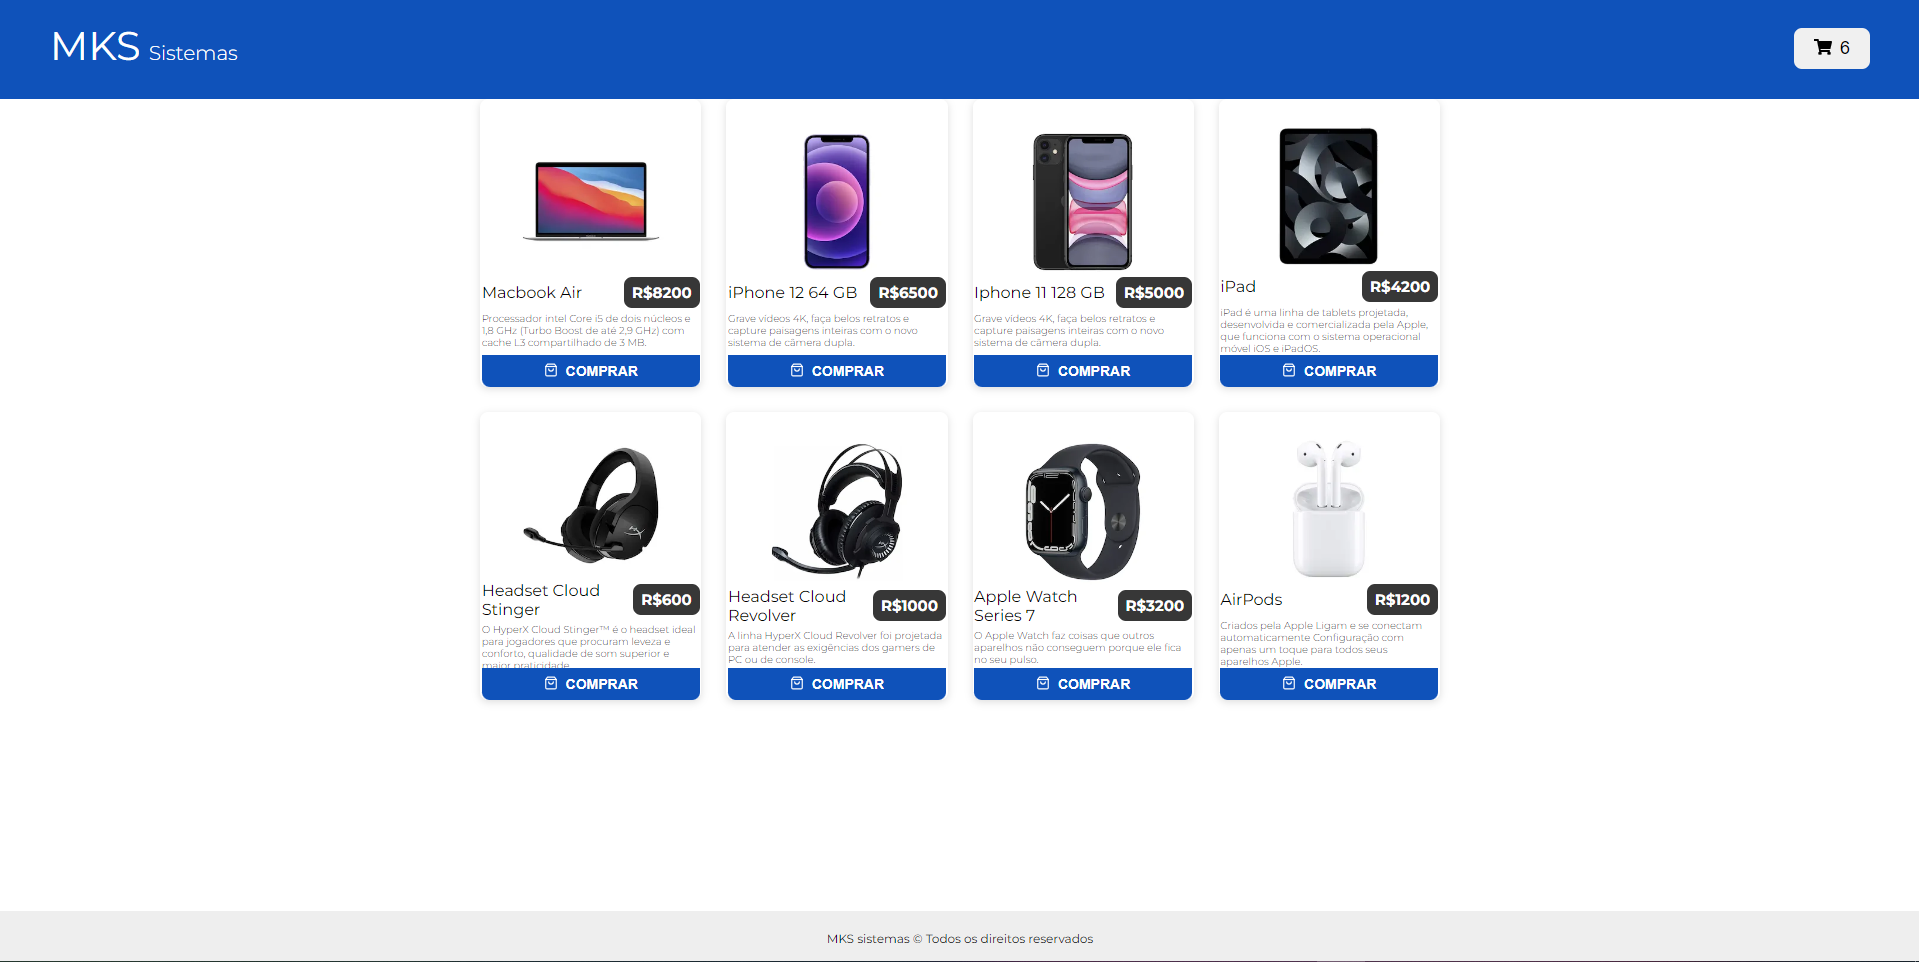 MKS Sistemas
6
Macbook Air R$8200
Processador intel Core i5 de dois núcleos e
1,8 GHz (Turbo Boost de até 2,9 GHz) com
cache L3 compartilhado de 3 MB.
COMPRAR
iPhone 12 64 GB R$6500
Grave vídeos 4K, faça belos retratos e
capture paisagens inteiras com o novo
sistema de câmera dupla.
COMPRAR
Iphone 11 128 GB R$5000
Grave vídeos 4K, faça belos retratos e
capture paisagens inteiras com o novo
sistema de câmera dupla.
COMPRAR
iPad R$4200
iPad é uma linha de tablets projetada,
desenvolvida e comercializada pela Apple,
que funciona com o sistema operacional
móvel iOS e iPadOS.
COMPRAR
Headset Cloud
Stinger
R$600
O HyperX Cloud Stinger™ é o headset ideal
para jogadores que procuram leveza e
conforto, qualidade de som superior e
maior praticidade.
COMPRAR
Headset Cloud
Revolver
R$1000
A linha HyperX Cloud Revolver foi projetada
para atender as exigências dos gamers de
PC ou de console.
COMPRAR
Apple Watch
Series 7
R$3200
O Apple Watch faz coisas que outros
aparelhos não conseguem porque ele fica
no seu pulso.
COMPRAR
AirPods R$1200
Criados pela Apple Ligam e se conectam
automaticamente Configuração com
apenas um toque para todos seus
aparelhos Apple.
COMPRAR
MKS sistemas © Todos os direitos reservados